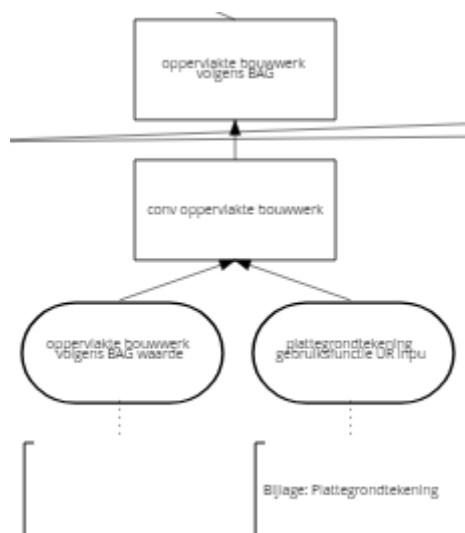 oppervlakte bouwwerk
volgens BAG
conv oppervlakte bouwwerk
oppervlakte bouwwerk
volgens BAG waarde
plattegrondtekening
gebruiksfunctie UR inpu
Bijlage: Plattegrondtekening